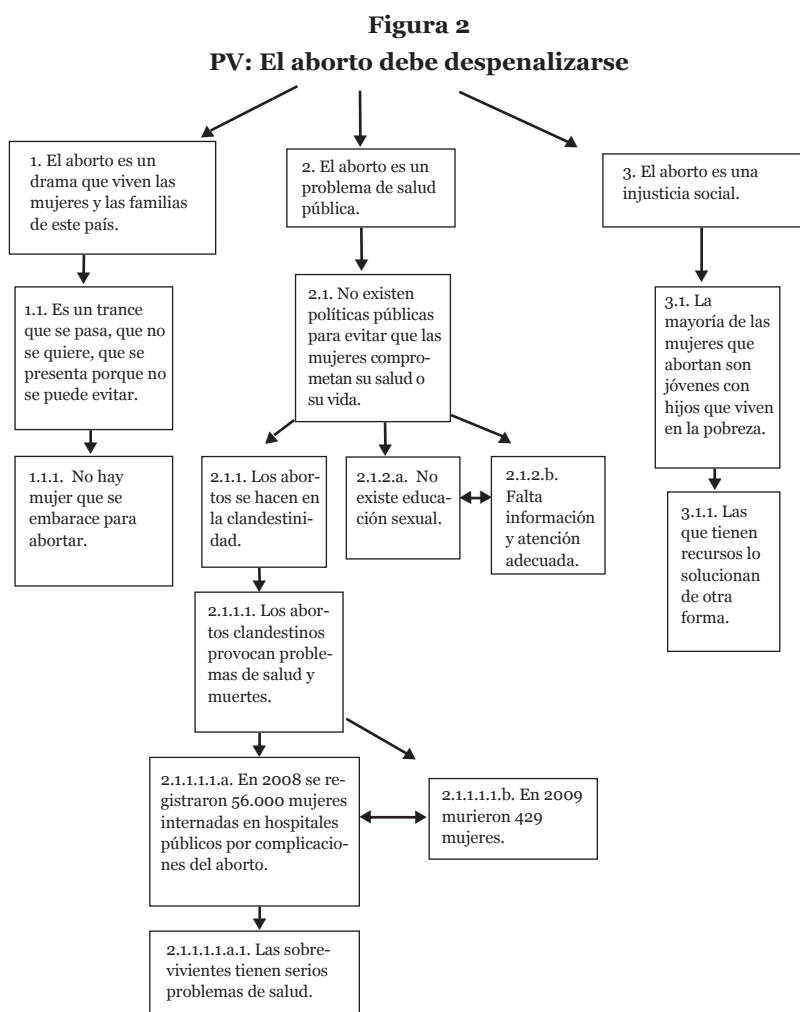 Figura 2
PV: El aborto debe despenalizarse
1. El aborto es un
drama que viven las
mujeres y las familias
de este país.
2. El aborto es un
problema de salud
pública.
3. El aborto es una
injusticia social.
1.1. Es un trance
que se pasa, que no
se quiere, que se
presenta porque no
se puede evitar.
2.1. No existen
políticas públicas
para evitar que las
mujeres compro-
metan su salud o
su vida.
3.1. La
mayoría de las
mujeres que
abortan son
jóvenes con
hijos que viven
en la pobreza.
1.1.1. No hay
mujer que se
embarace para
abortar.
2.1.1. Los abor-
tos se hacen en
la clandestini-
dad.
2.1.2.a. No
existe educa-
ción sexual.
2.1.2.b.
Falta
información
y atención
adecuada.
3.1.1. Las
que tienen
recursos lo
solucionan
de otra
forma.
2.1.1.1. Los abor-
tos clandestinos
provocan proble-
mas de salud y
muertes.
2.1.1.1.1.a. En 2008 se re-
gistraron 56.000 mujeres
internadas en hospitales
públicos por complicacio-
nes del aborto.
2.1.1.1.1.b. En 2009
murieron 429
mujeres.
2.1.1.1.1.a.1. Las sobre-
vivientes tienen serios
problemas de salud.